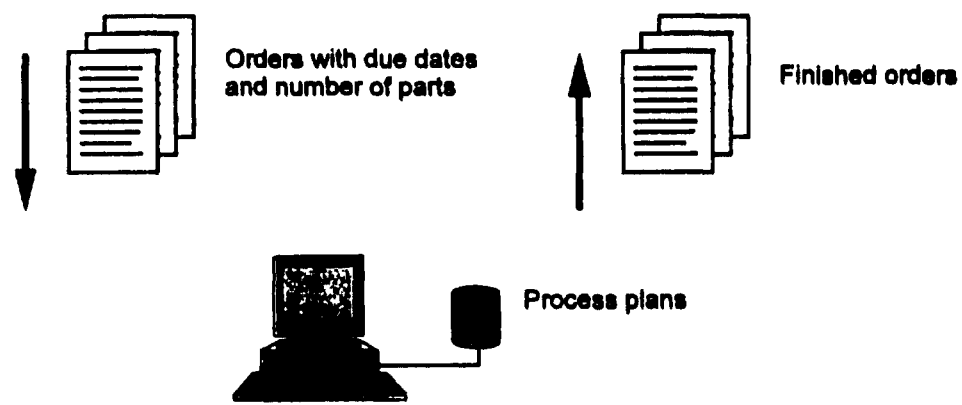 Orders with due dates
and number of parts
Finished orders
Process plans